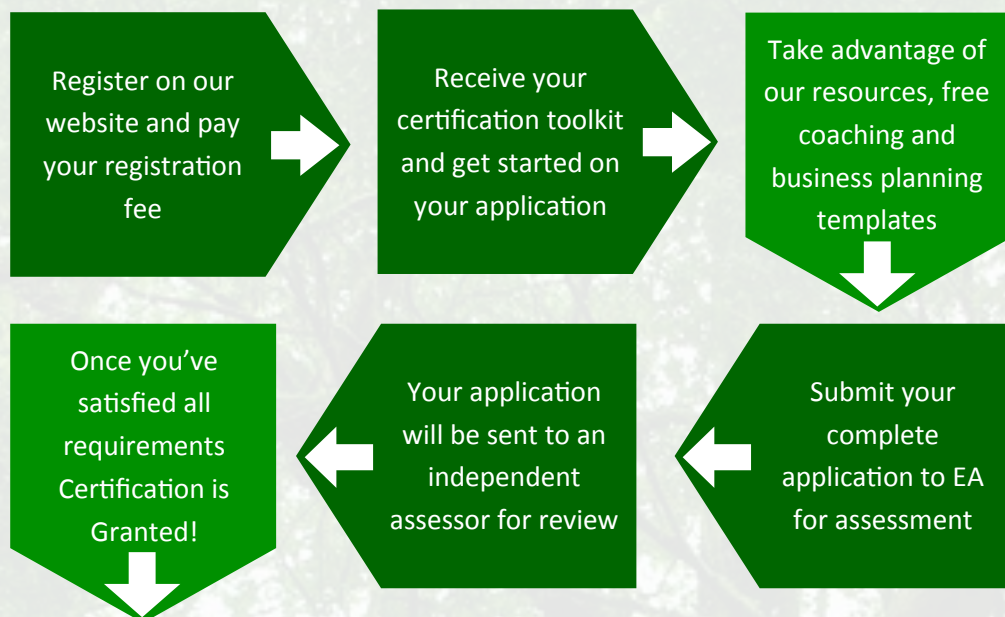 Register on our
website and pay
your registration
fee
Receive your
certification toolkit
and get started on
your application
Take advantage of
our resources, free
coaching and
business planning
templates
Submit your
complete
application to EA
for assessment
Your application
will be sent to an
independent
assessor for review
Once you’ve
satisfied all
requirements
Certification is
Granted!